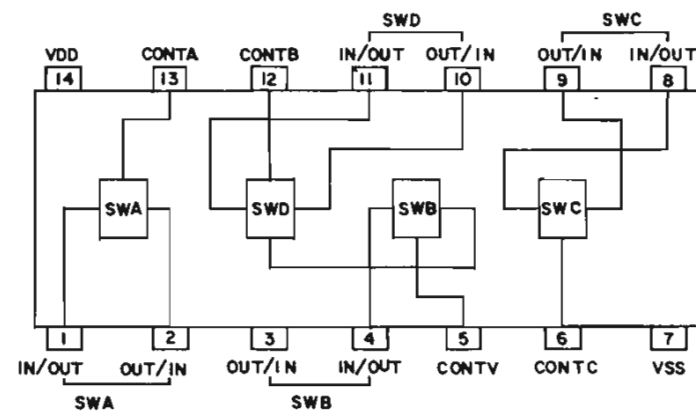 SWD SWC
VDD CONTA CONTB IN/OUT OUT/IN OUT/IN IN/OUT
14 13 12 11 10 9 8
SWA SWD SWB SWC
1 2 3 4 5 6 7
IN/OUT OUT/IN OUT/IN IN/OUT CONTV CONTC VSS
SWA SWB